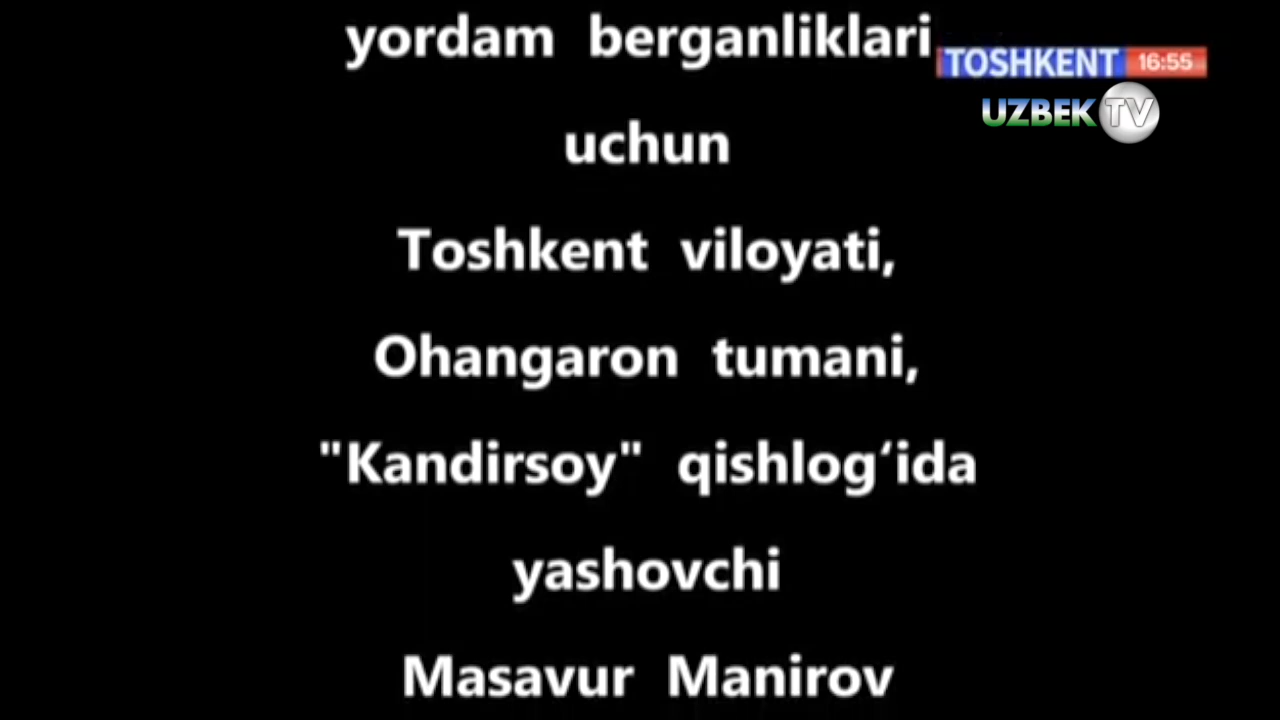 yordam berganliklari
TOSHKENT 16:55
UZBEK TV
uchun
Toshkent viloyati,
Ohangaron tumani,
"Kandirsoy" qishlog‘ida
yashovchi
Masavur Manirov